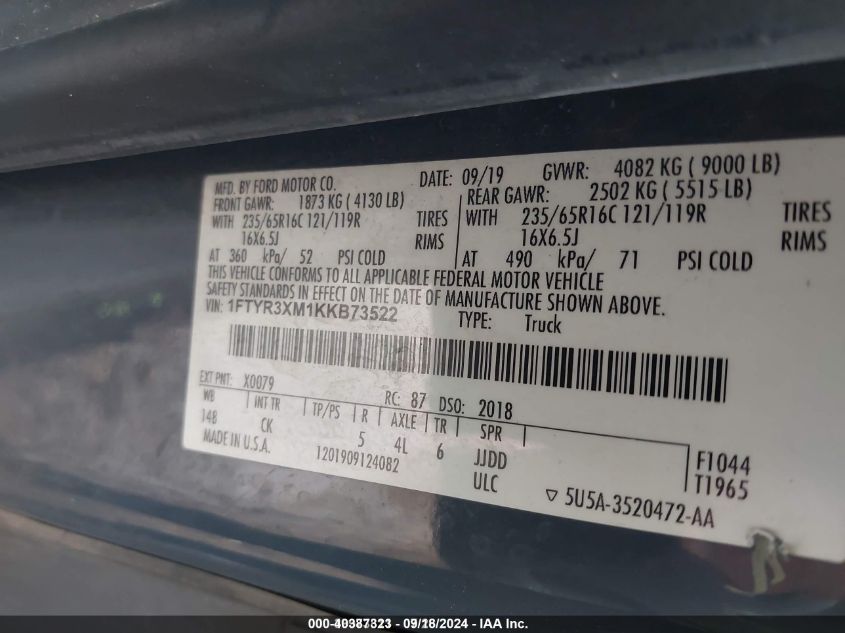 MFD. BY FORD MOTOR CO.
DATE: 09/19 GVWR: 4082 KG ( 9000 LB)
FRONT GAWR: 1873 KG ( 4130 LB)
REAR GAWR: 2502 KG ( 5515 LB)
WITH 235/65R16C 121/119R TIRES
WITH 235/65R16C 121/119R TIRES
16X6.5J RIMS
16X6.5J RIMS
AT 360 kPa/ 52 PSI COLD
AT 490 kPa/ 71 PSI COLD
THIS VEHICLE CONFORMS TO ALL APPLICABLE FEDERAL MOTOR VEHICLE
SAFETY STANDARDS IN EFFECT ON THE DATE OF MANUFACTURE SHOWN ABOVE.
VIN: 1FTYR3XM1KKB73522
TYPE: Truck
EXT PNT: X0079 RC: 87 DSO: 2018
WB INT TR TP/PS R AXLE TR SPR
148 CK 5 4L 6 JJDD
ULC
MADE IN U.S.A. 1201909124082
F1044
T1965
▽ 5U5A-3520472-AA
000-40387323 - 09/26/2024 - IAA Inc.